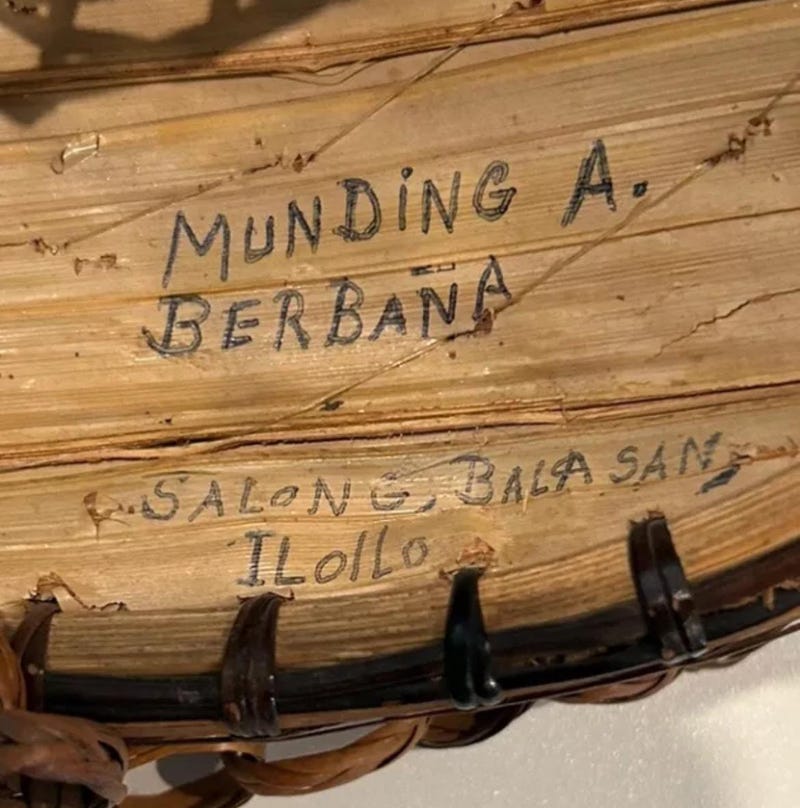 MUNDING A.
BERBAÑA
SALONG, BALASAN,
ILOILO